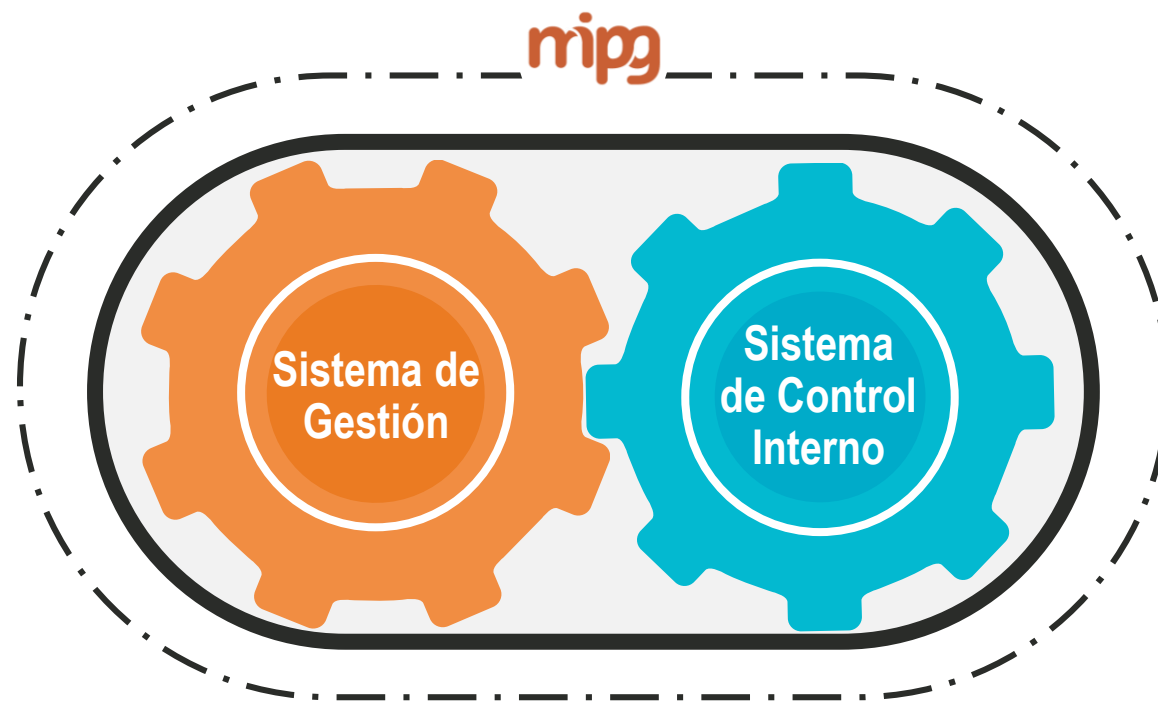 mipg
Sistema de
Gestión
Sistema
de Control
Interno